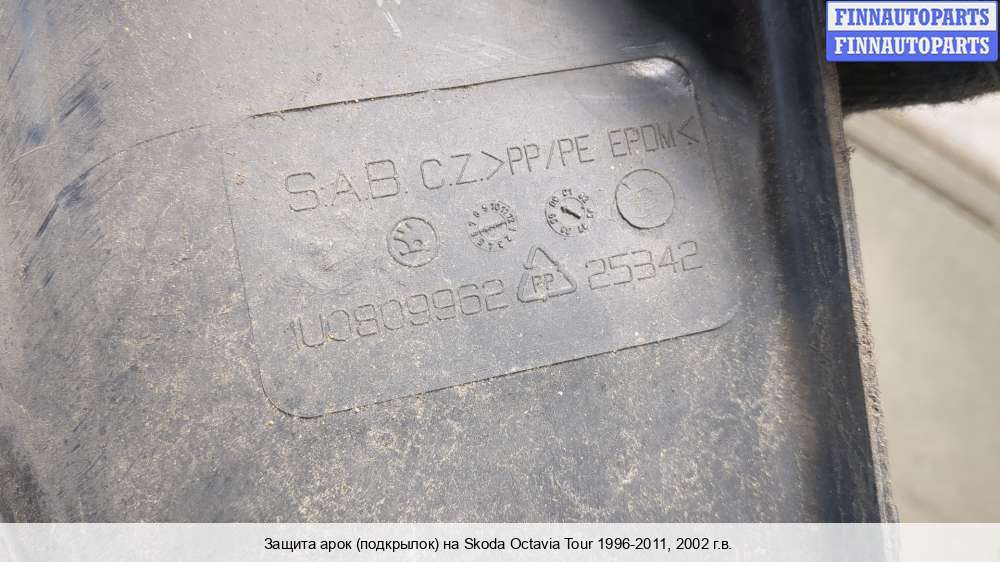 FINNAUTOPARTS
FINNAUTOPARTS
S.A.B. C.Z. >PP/PE EPDM<
1U0809962 PP 25342
Защита арок (подкрылок) на Skoda Octavia Tour 1996-2011, 2002 г.в.